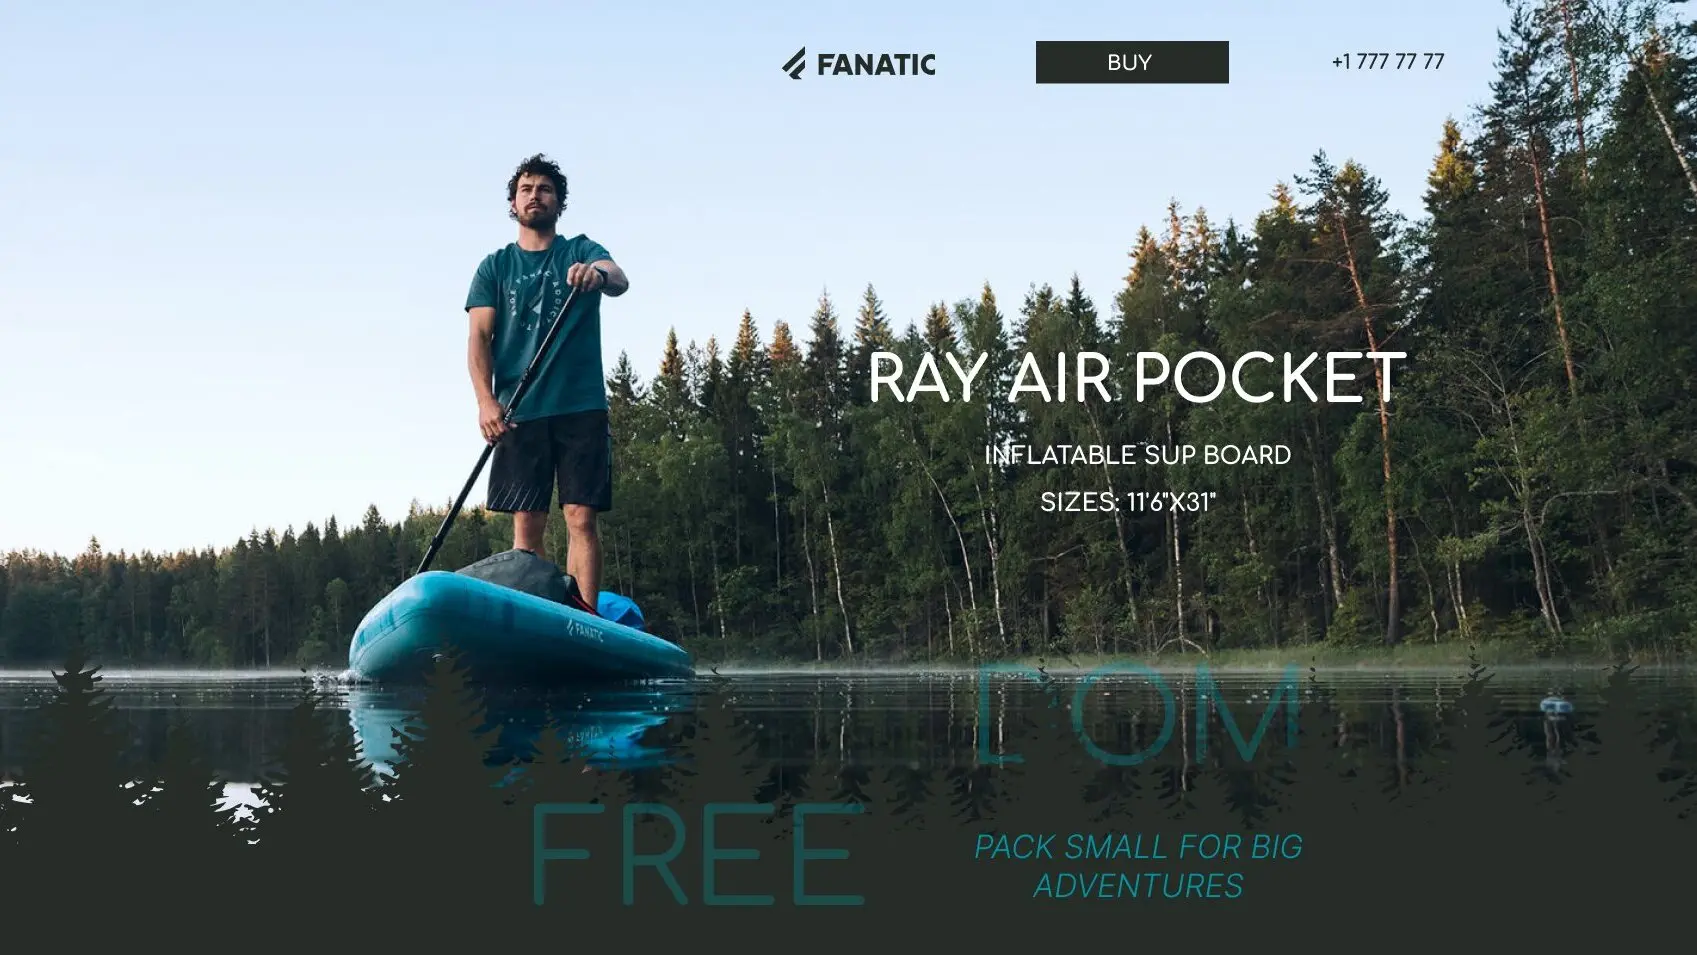 FANATIC
BUY
+1 777 77 77
RAY AIR POCKET
INFLATABLE SUP BOARD
SIZES: 11'6"X31"
FANATIC
DOM
FREE
PACK SMALL FOR BIG
ADVENTURES